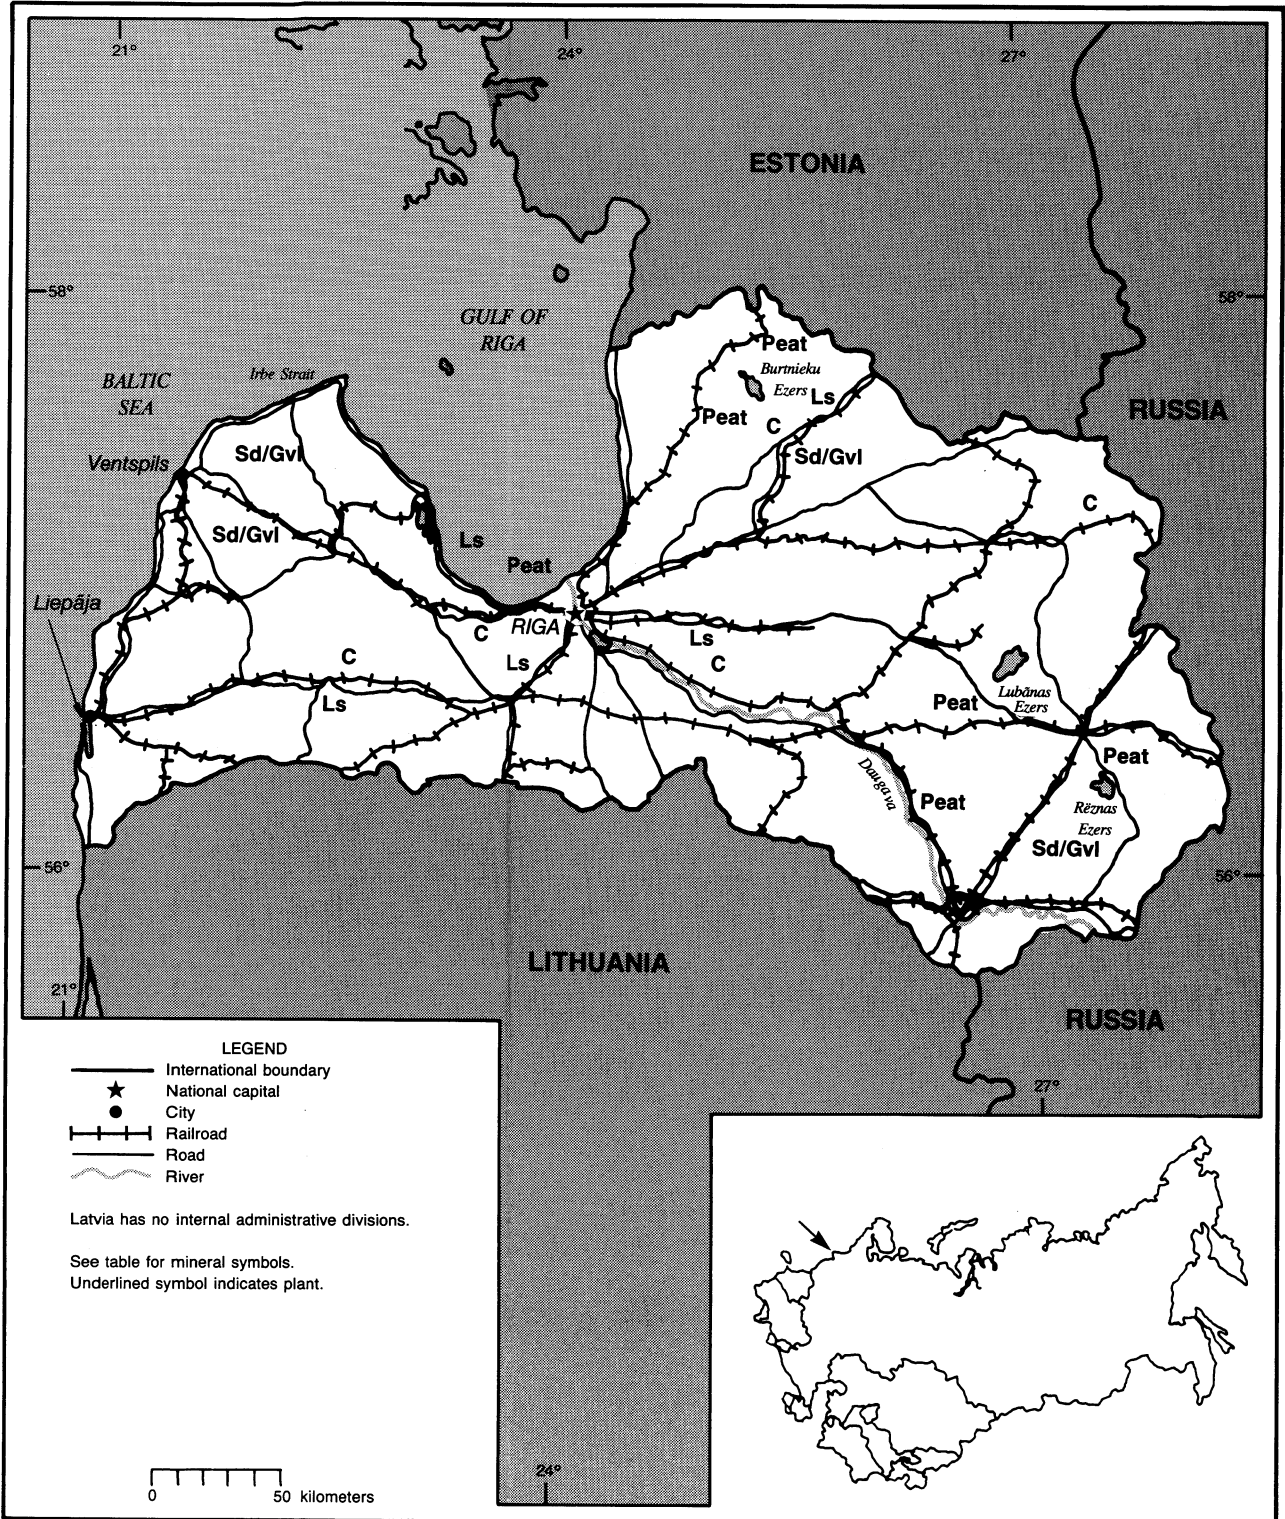 21°
24°
27°
ESTONIA
58°
58°
GULF OF
RIGA
Peat
Burtnieku
Ezers
Irbe Strait
BALTIC
SEA
Ls
RUSSIA
Peat
C
Sd/Gvl
Sd/Gvl
Ventspils
C
Sd/Gvl
Ls
Peat
Liepāja
C
RIGA
Ls
C
Ls
C
Lubānas
Ezers
Ls
Peat
Peat
Daugava
Peat
Rēznas
Ezers
Sd/Gvl
56°
56°
LITHUANIA
21°
RUSSIA
27°
LEGEND
International boundary
National capital
City
Railroad
Road
River
Latvia has no internal administrative divisions.
See table for mineral symbols.
Underlined symbol indicates plant.
24°
0 50 kilometers